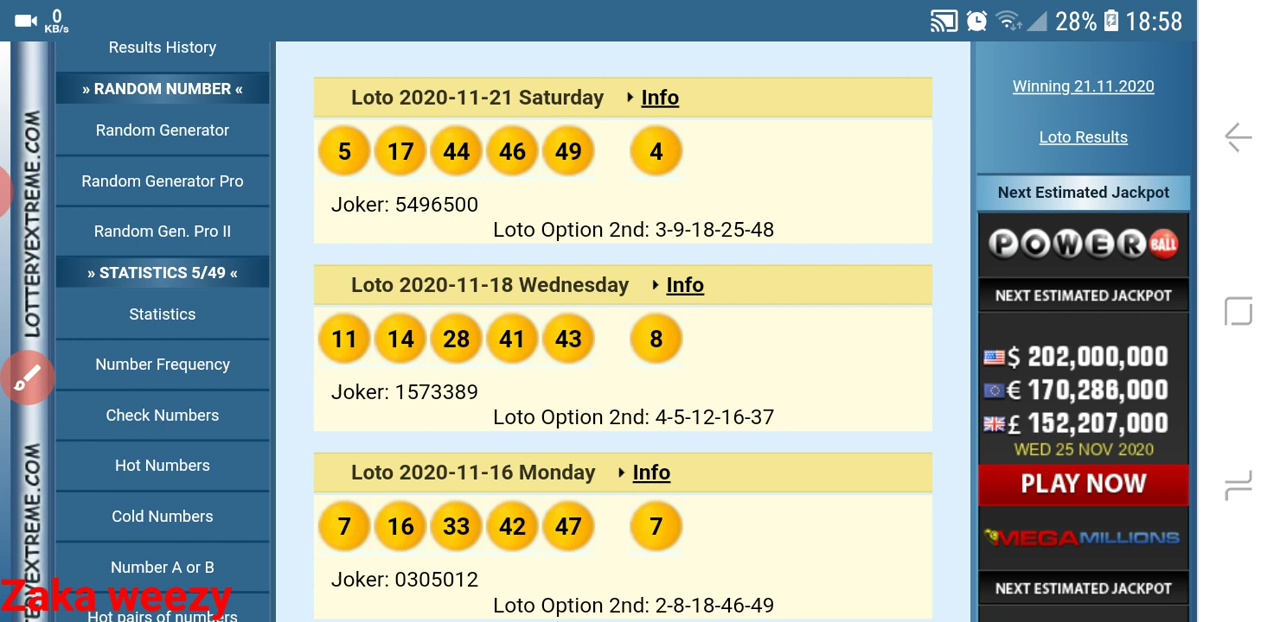 0
KB/s
28% 18:58
LOTTERYEXTREME.COM
Results History
» RANDOM NUMBER «
Random Generator
Random Generator Pro
Random Gen. Pro II
» STATISTICS 5/49 «
Statistics
Number Frequency
Check Numbers
Hot Numbers
Cold Numbers
Number A or B
Hot pairs of numbers
Zaka weezy
Loto 2020-11-21 Saturday Info
5 17 44 46 49 4
Joker: 5496500
Loto Option 2nd: 3-9-18-25-48
Loto 2020-11-18 Wednesday Info
11 14 28 41 43 8
Joker: 1573389
Loto Option 2nd: 4-5-12-16-37
Loto 2020-11-16 Monday Info
7 16 33 42 47 7
Joker: 0305012
Loto Option 2nd: 2-8-18-46-49
Winning 21.11.2020
Loto Results
Next Estimated Jackpot
POWERBALL
NEXT ESTIMATED JACKPOT
$ 202,000,000
€ 170,286,000
£ 152,207,000
WED 25 NOV 2020
PLAY NOW
MEGAMILLIONS
NEXT ESTIMATED JACKPOT